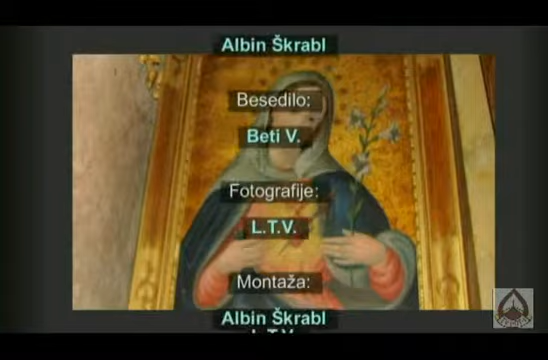 Albin Škrabl
Besedilo:
Beti V.
Fotografije:
L.T.V.
Montaža:
Albin Škrabl
L.T.V.